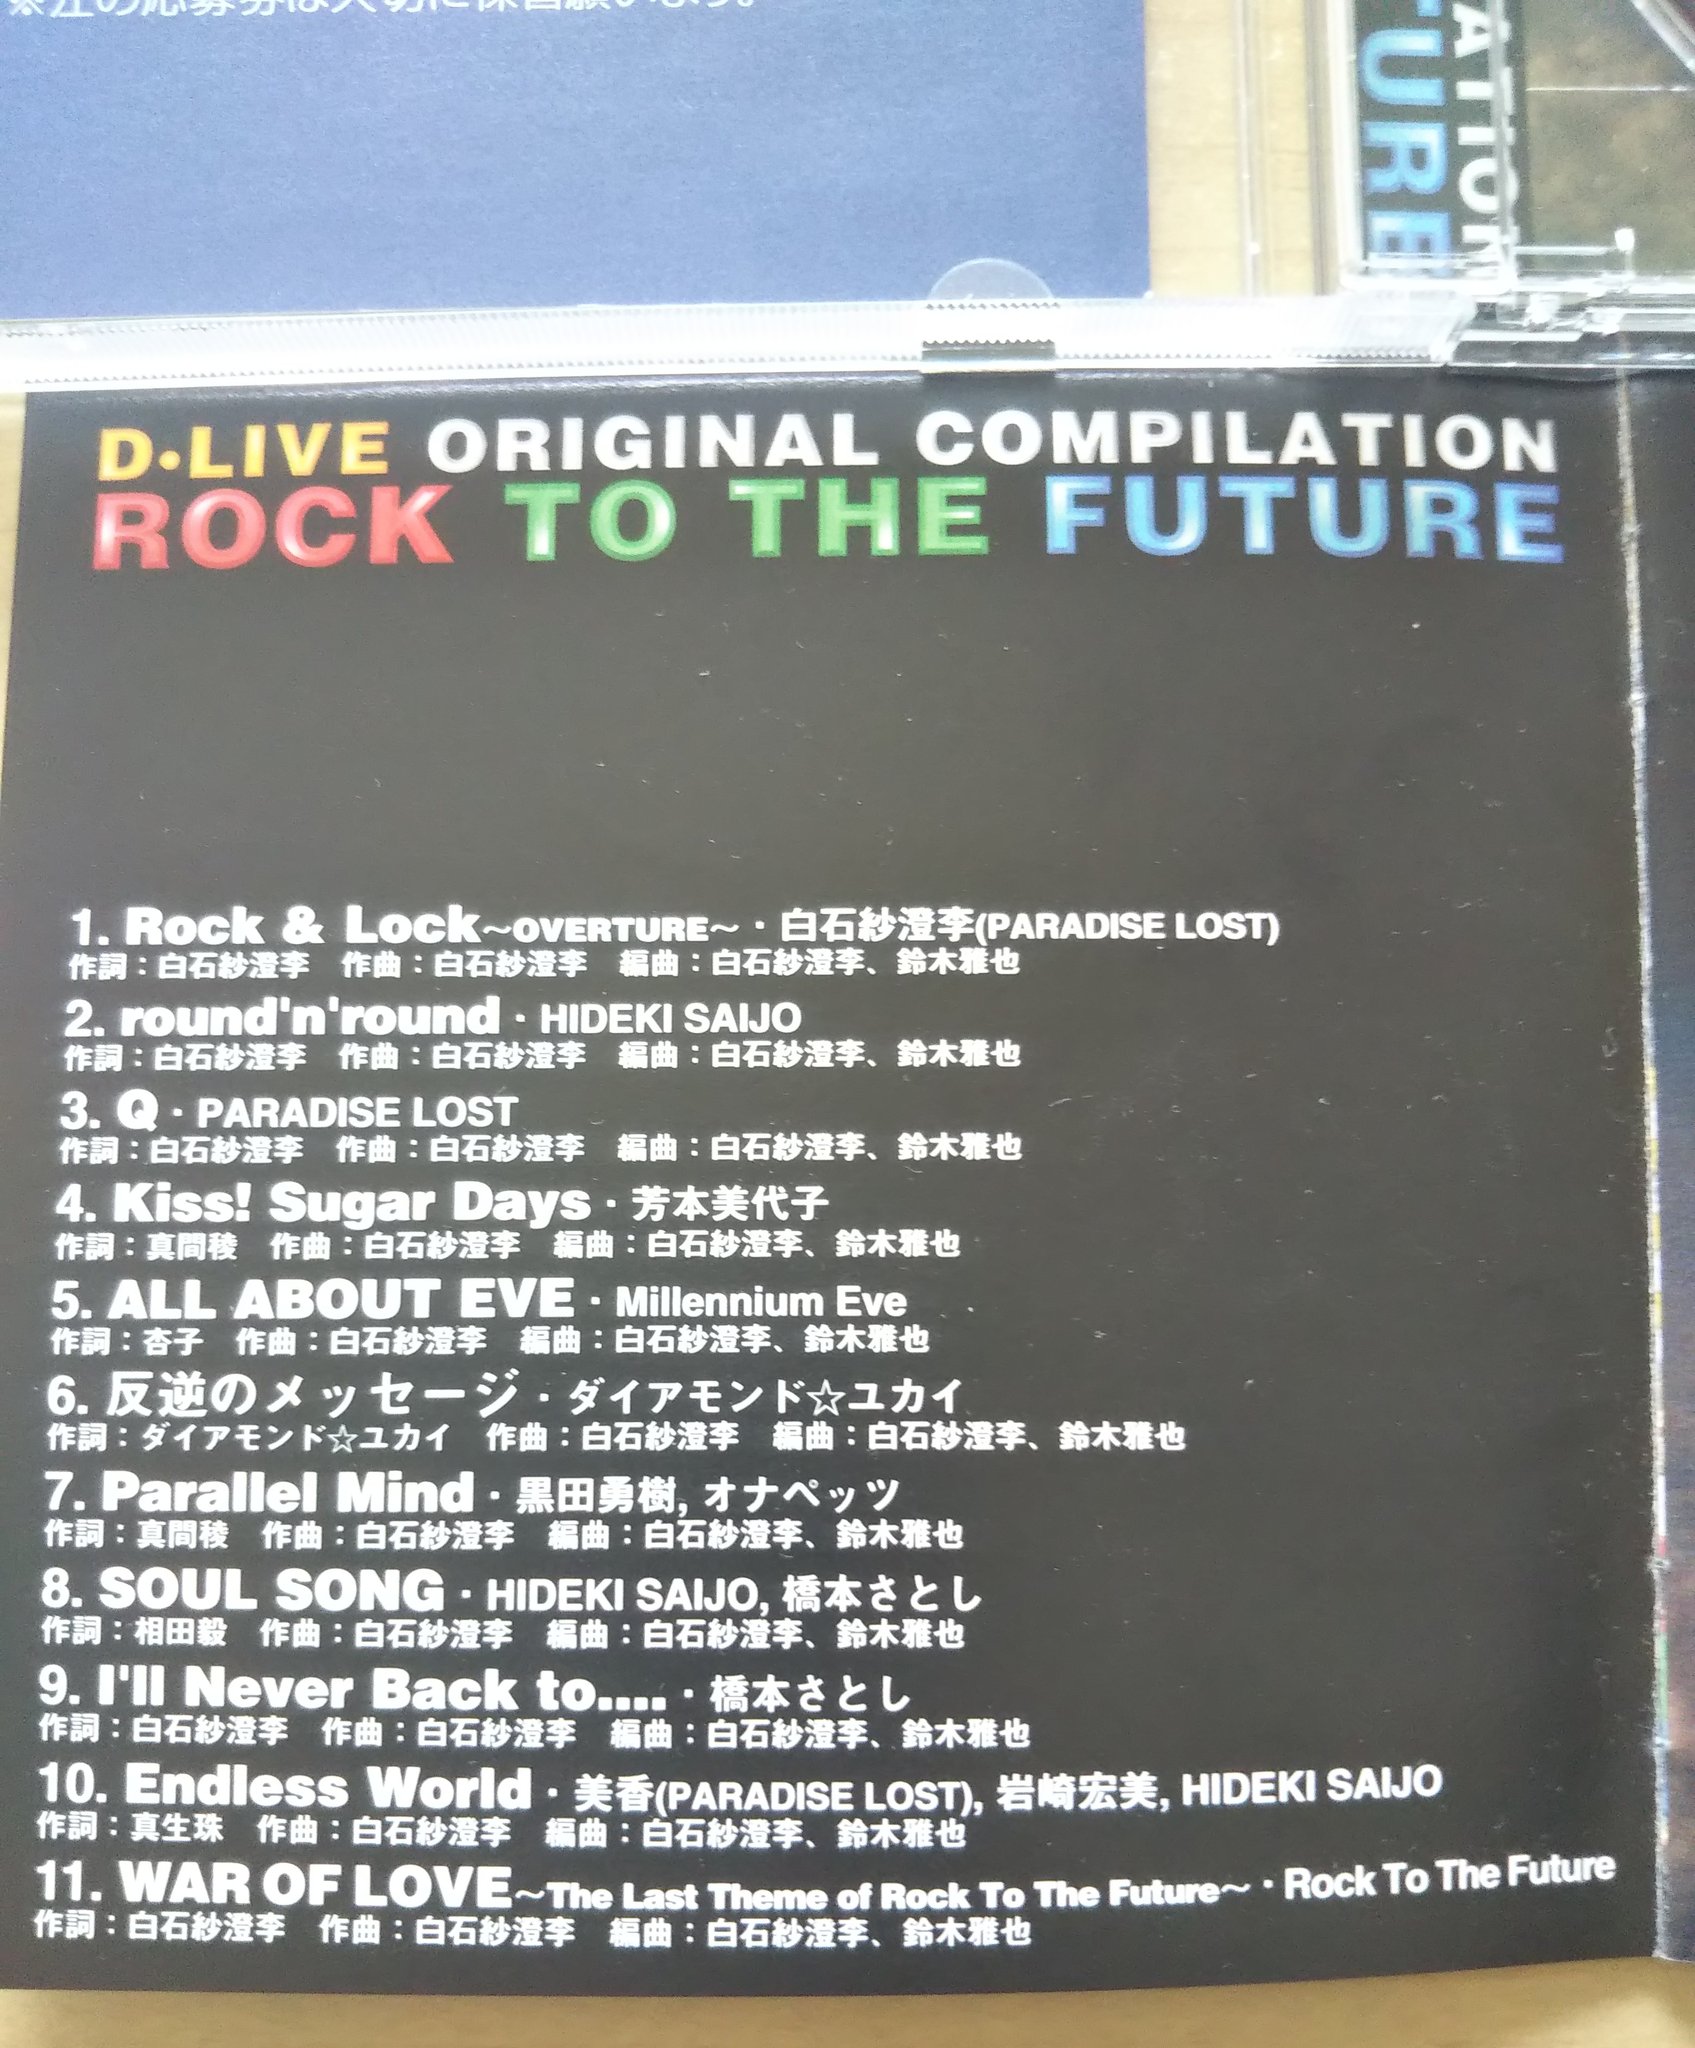 ※左の応募券は大切に保管願います。
ATION
TURE
D・LIVE ORIGINAL COMPILATION
ROCK TO THE FUTURE
1. Rock & Lock～OVERTURE～・白石紗澄李(PARADISE LOST)
作詞：白石紗澄李　作曲：白石紗澄李　編曲：白石紗澄李、鈴木雅也
2. round'n'round・HIDEKI SAIJO
作詞：白石紗澄李　作曲：白石紗澄李　編曲：白石紗澄李、鈴木雅也
3. Q・PARADISE LOST
作詞：白石紗澄李　作曲：白石紗澄李　編曲：白石紗澄李、鈴木雅也
4. Kiss! Sugar Days・芳本美代子
作詞：真間稜　作曲：白石紗澄李　編曲：白石紗澄李、鈴木雅也
5. ALL ABOUT EVE・Millennium Eve
作詞：杏子　作曲：白石紗澄李　編曲：白石紗澄李、鈴木雅也
6. 反逆のメッセージ・ダイアモンド☆ユカイ
作詞：ダイアモンド☆ユカイ　作曲：白石紗澄李　編曲：白石紗澄李、鈴木雅也
7. Parallel Mind・黒田勇樹, オナペッツ
作詞：真間稜　作曲：白石紗澄李　編曲：白石紗澄李、鈴木雅也
8. SOUL SONG・HIDEKI SAIJO, 橋本さとし
作詞：相田毅　作曲：白石紗澄李　編曲：白石紗澄李、鈴木雅也
9. I'll Never Back to....・橋本さとし
作詞：白石紗澄李　作曲：白石紗澄李　編曲：白石紗澄李、鈴木雅也
10. Endless World・美香(PARADISE LOST), 岩崎宏美, HIDEKI SAIJO
作詞：真生珠　作曲：白石紗澄李　編曲：白石紗澄李、鈴木雅也
11. WAR OF LOVE～The Last Theme of Rock To The Future～・Rock To The Future
作詞：白石紗澄李　作曲：白石紗澄李　編曲：白石紗澄李、鈴木雅也